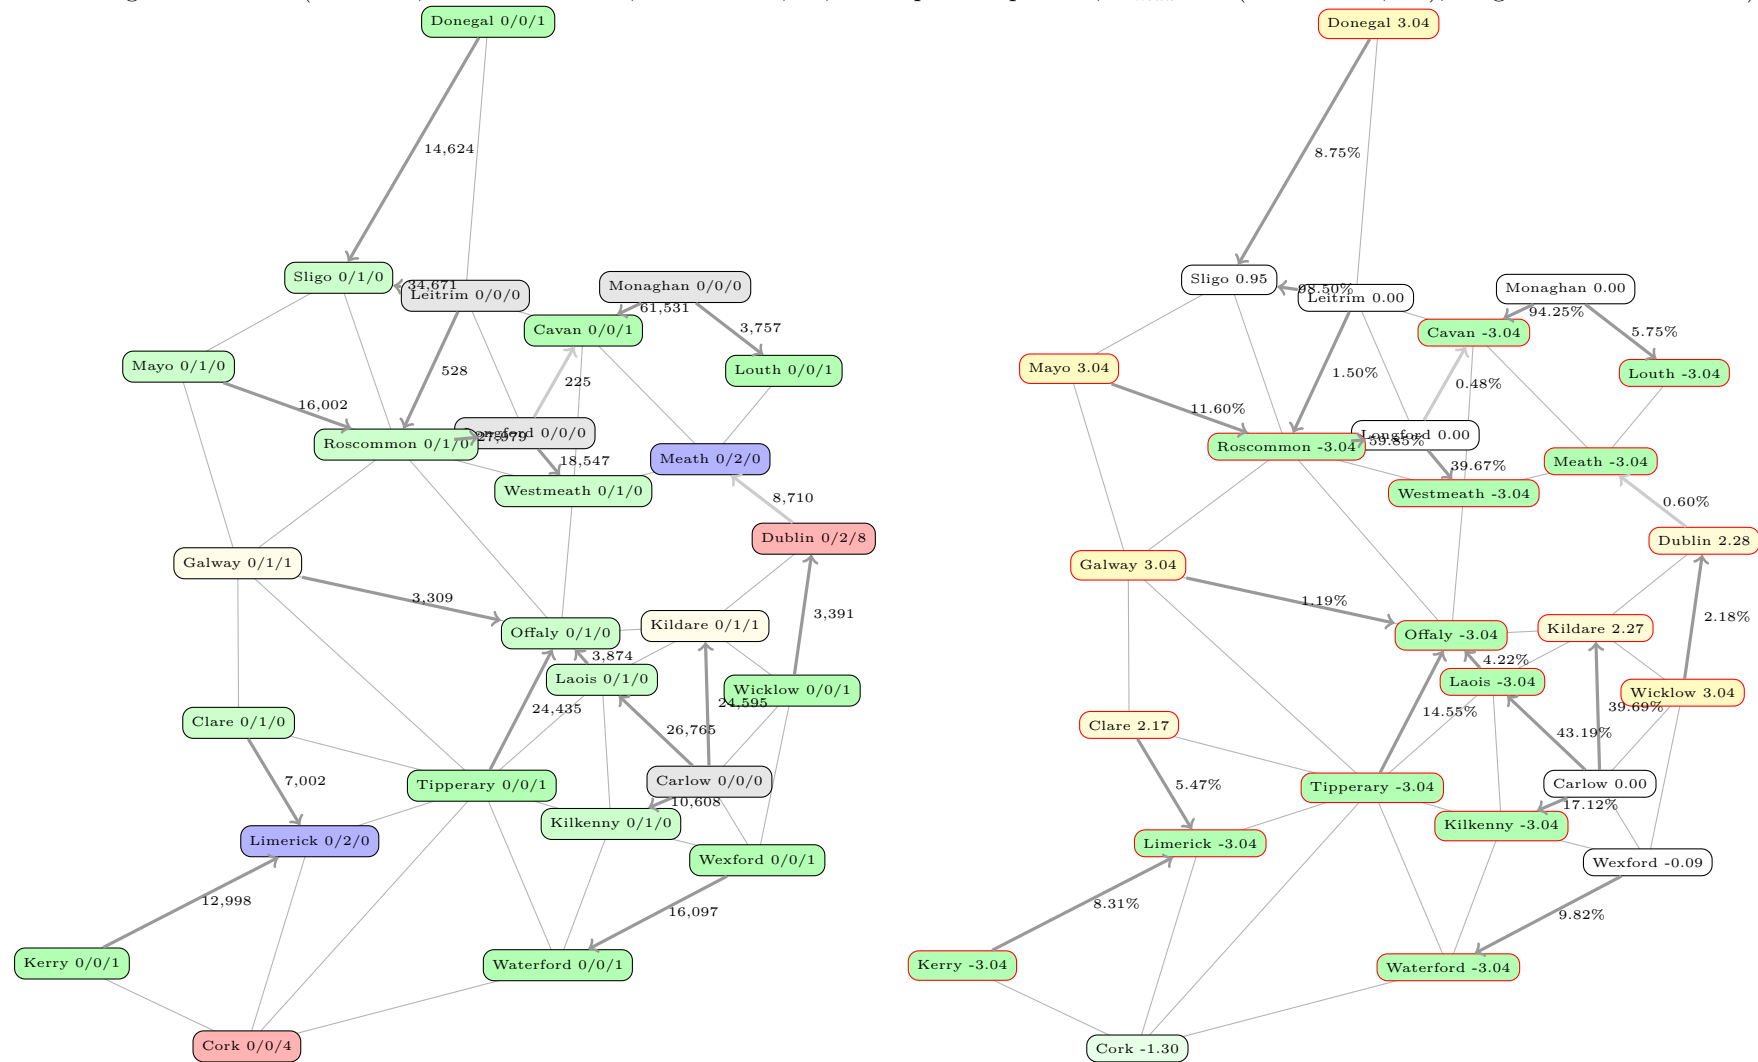 Donegal 0/0/1
14,624
Sligo 0/1/0
34,671
Leitrim 0/0/0
Monaghan 0/0/0
61,531
Cavan 0/0/1
3,757
Mayo 0/1/0
528
225
Louth 0/0/1
16,002
Roscommon 0/1/0
27,979
Longford 0/0/0
18,547
Meath 0/2/0
Westmeath 0/1/0
8,710
Dublin 0/2/8
Galway 0/1/1
3,309
3,391
Offaly 0/1/0
Kildare 0/1/1
3,874
Laois 0/1/0
Wicklow 0/0/1
24,595
Clare 0/1/0
24,435
26,765
7,002
Tipperary 0/0/1
Carlow 0/0/0
10,608
Kilkenny 0/1/0
Limerick 0/2/0
Wexford 0/0/1
12,998
16,097
Kerry 0/0/1
Waterford 0/0/1
Cork 0/0/4
Donegal 3.04
8.75%
Sligo 0.95
98.50%
Leitrim 0.00
Monaghan 0.00
94.25%
Cavan -3.04
5.75%
Mayo 3.04
1.50%
0.48%
Louth -3.04
11.60%
Roscommon -3.04
59.85%
Longford 0.00
39.67%
Meath -3.04
Westmeath -3.04
0.60%
Dublin 2.28
Galway 3.04
1.19%
2.18%
Offaly -3.04
Kildare 2.27
4.22%
Laois -3.04
Wicklow 3.04
39.69%
Clare 2.17
14.55%
43.19%
5.47%
Tipperary -3.04
Carlow 0.00
17.12%
Kilkenny -3.04
Limerick -3.04
Wexford -0.09
8.31%
9.82%
Kerry -3.04
Waterford -3.04
Cork -1.30